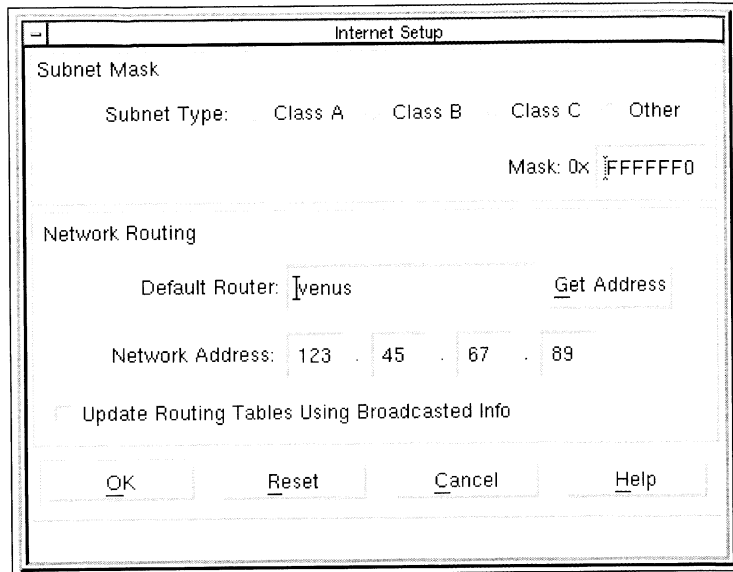 Internet Setup
Subnet Mask
Subnet Type: Class A Class B Class C Other
Mask: 0x FFFFFFF0
Network Routing
Default Router: venus Get Address
Network Address: 123 . 45 . 67 . 89
Update Routing Tables Using Broadcasted Info
OK Reset Cancel Help